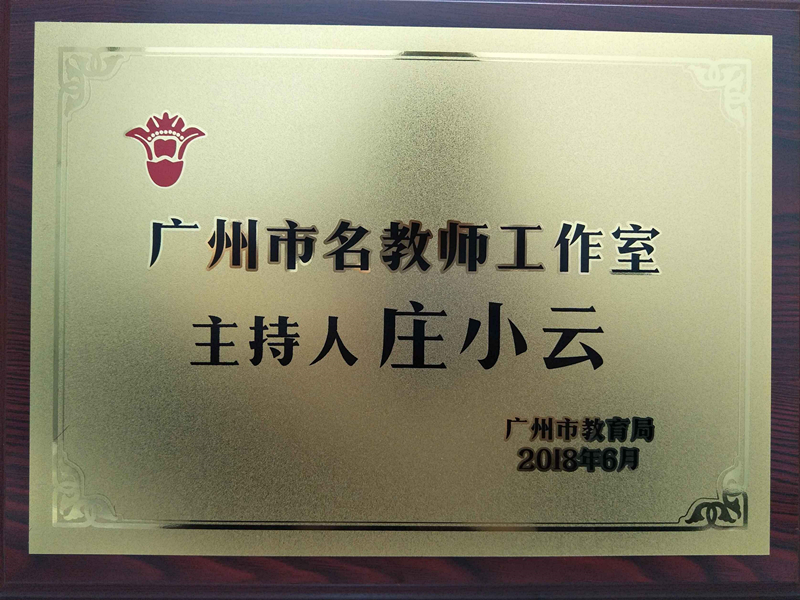 广州市名教师工作室
主持人 庄小云
广州市教育局
2018年6月